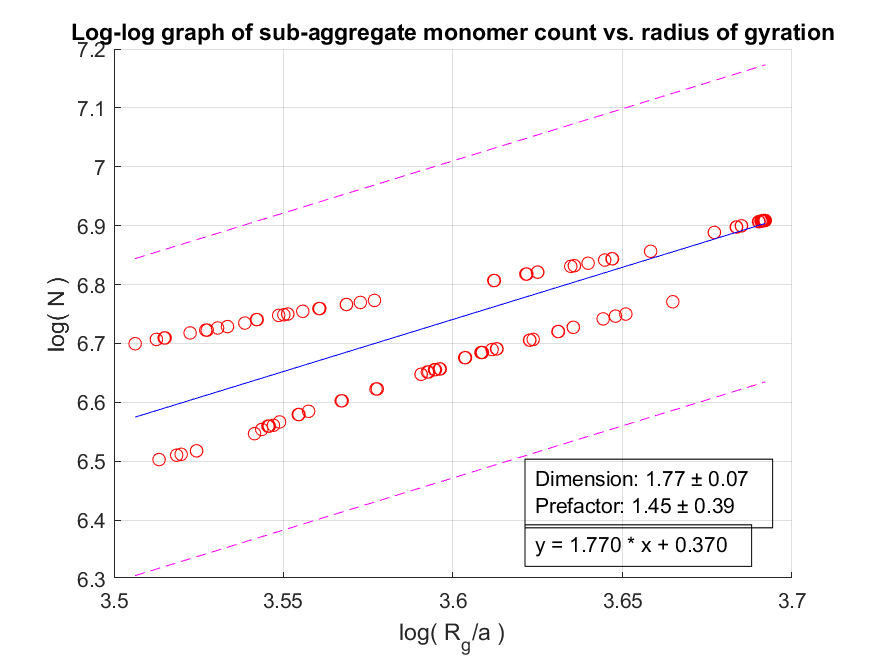 Log-log graph of sub-aggregate monomer count vs. radius of gyration
7.2
7.1
7
6.9
6.8
6.7
6.6
6.5
6.4
6.3
log( N )
Dimension: 1.77 ± 0.07
Prefactor: 1.45 ± 0.39
y = 1.770 * x + 0.370
3.5 3.55 3.6 3.65 3.7
log( R_g/a )